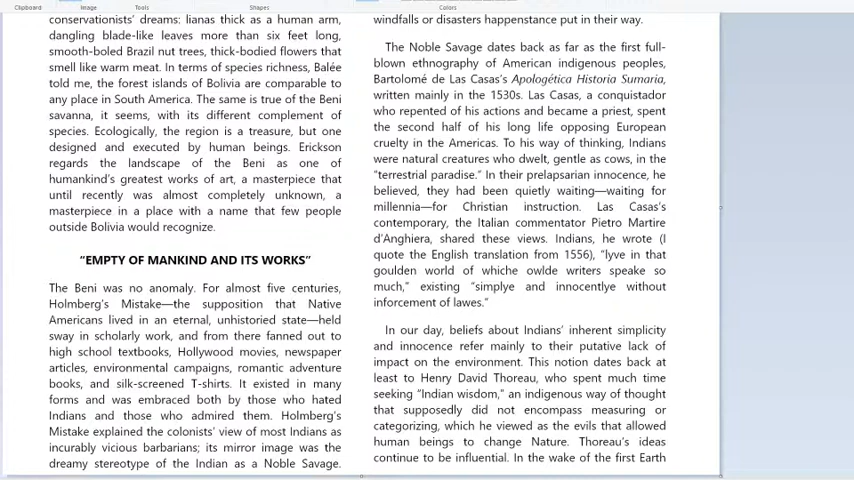 Clipboard
Image
Tools
Shapes
Colors
conservationists' dreams: lianas thick as a human arm,
dangling blade-like leaves more than six feet long,
smooth-boled Brazil nut trees, thick-bodied flowers that
smell like warm meat. In terms of species richness, Balée
told me, the forest islands of Bolivia are comparable to
any place in South America. The same is true of the Beni
savanna, it seems, with its different complement of
species. Ecologically, the region is a treasure, but one
designed and executed by human beings. Erickson
regards the landscape of the Beni as one of
humankind's greatest works of art, a masterpiece that
until recently was almost completely unknown, a
masterpiece in a place with a name that few people
outside Bolivia would recognize.
“EMPTY OF MANKIND AND ITS WORKS”
The Beni was no anomaly. For almost five centuries,
Holmberg's Mistake—the supposition that Native
Americans lived in an eternal, unhistoried state—held
sway in scholarly work, and from there fanned out to
high school textbooks, Hollywood movies, newspaper
articles, environmental campaigns, romantic adventure
books, and silk-screened T-shirts. It existed in many
forms and was embraced both by those who hated
Indians and those who admired them. Holmberg's
Mistake explained the colonists' view of most Indians as
incurably vicious barbarians; its mirror image was the
dreamy stereotype of the Indian as a Noble Savage.
windfalls or disasters happenstance put in their way.
The Noble Savage dates back as far as the first full-
blown ethnography of American indigenous peoples,
Bartolomé de Las Casas's Apologética Historia Sumaria,
written mainly in the 1530s. Las Casas, a conquistador
who repented of his actions and became a priest, spent
the second half of his long life opposing European
cruelty in the Americas. To his way of thinking, Indians
were natural creatures who dwelt, gentle as cows, in the
“terrestrial paradise.” In their prelapsarian innocence, he
believed, they had been quietly waiting—waiting for
millennia—for Christian instruction. Las Casas's
contemporary, the Italian commentator Pietro Martire
d'Anghiera, shared these views. Indians, he wrote (I
quote the English translation from 1556), “lyve in that
goulden world of whiche owlde writers speake so
much,” existing “simplye and innocentlye without
inforcement of lawes.”
In our day, beliefs about Indians' inherent simplicity
and innocence refer mainly to their putative lack of
impact on the environment. This notion dates back at
least to Henry David Thoreau, who spent much time
seeking “Indian wisdom,” an indigenous way of thought
that supposedly did not encompass measuring or
categorizing, which he viewed as the evils that allowed
human beings to change Nature. Thoreau's ideas
continue to be influential. In the wake of the first Earth